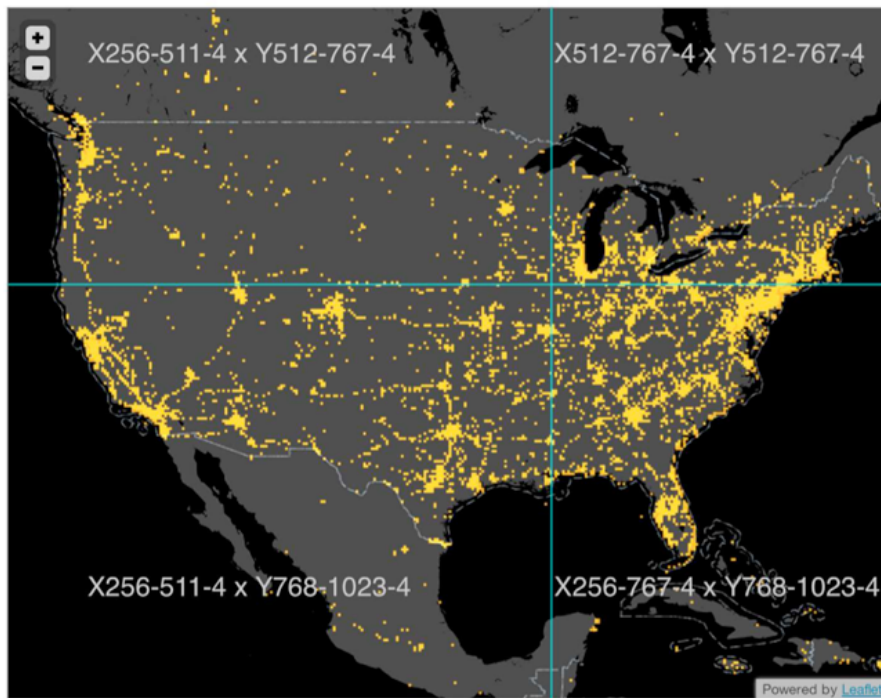 +
−
X256-511-4 x Y512-767-4
X512-767-4 x Y512-767-4
X256-511-4 x Y768-1023-4
X256-767-4 x Y768-1023-4
Powered by Leaflet